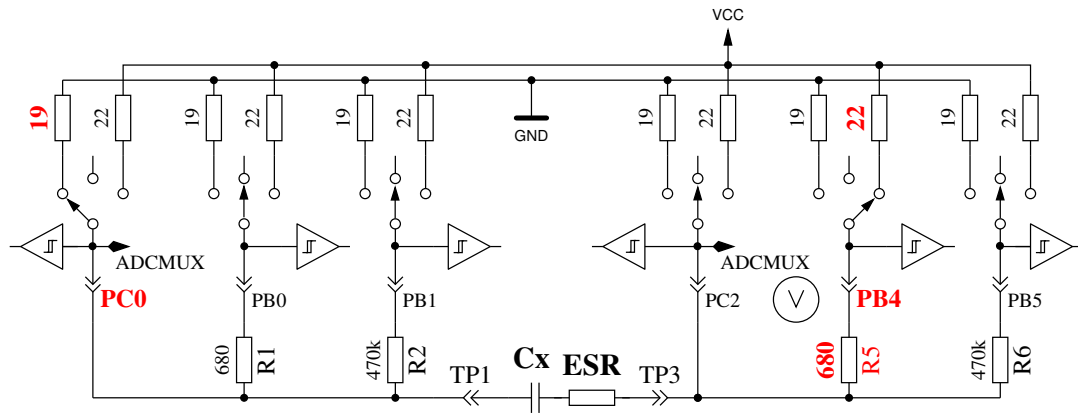 VCC
19
22
19
22
19
22
GND
19
22
19
22
19
22
ADCMUX
ADCMUX
PC0
PB0
PB1
PC2
V
PB4
PB5
680
R1
470k
R2
TP1
Cx
ESR
TP3
680
R5
470k
R6